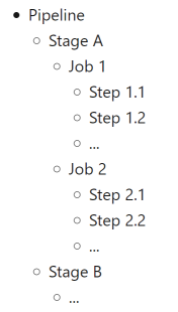 Pipeline
Stage A
Job 1
Step 1.1
Step 1.2
...
Job 2
Step 2.1
Step 2.2
...
Stage B
...